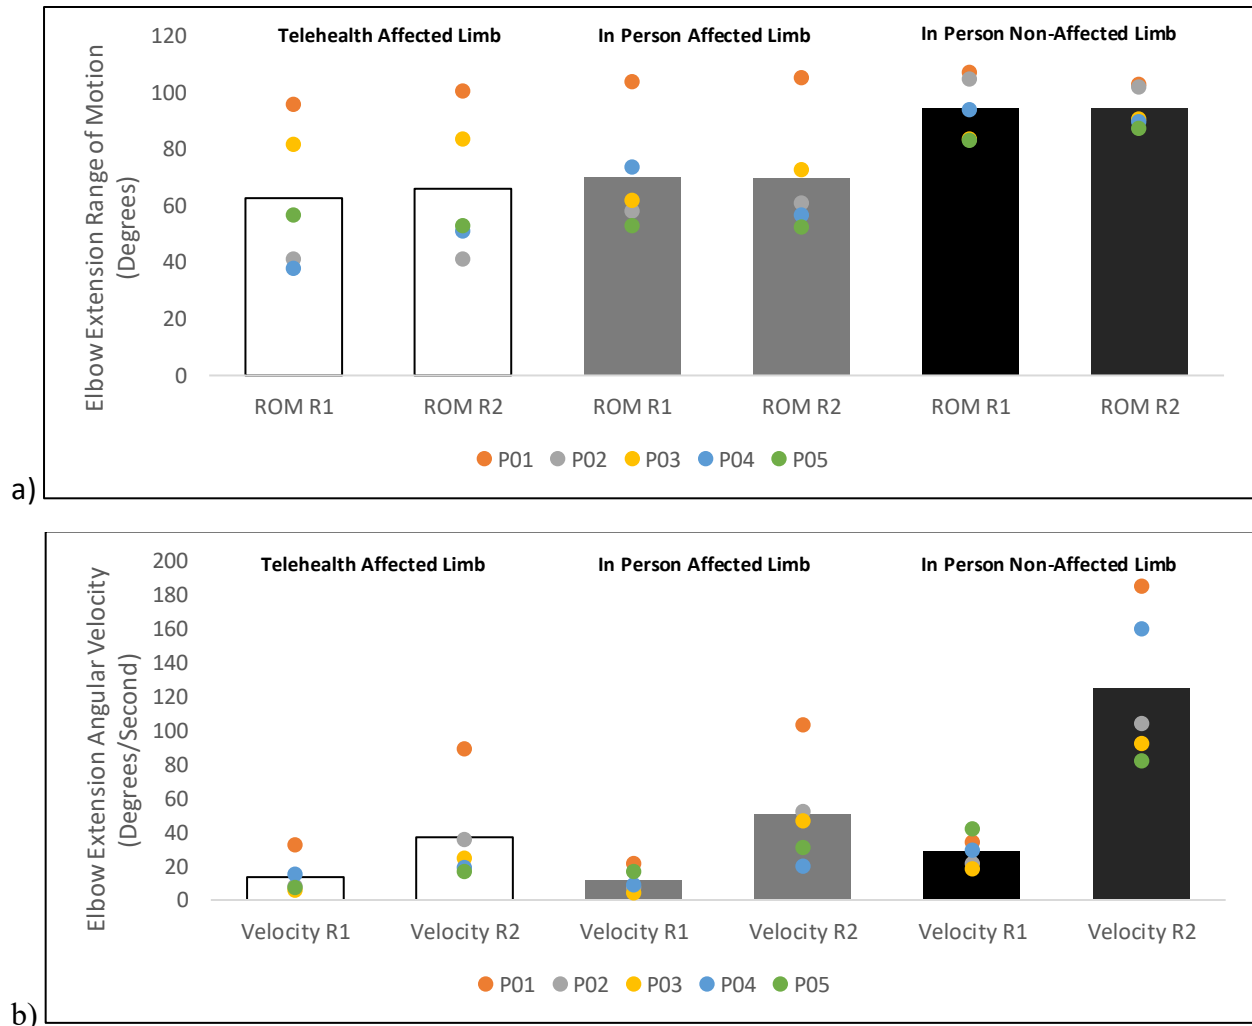 Telehealth Affected Limb In Person Affected Limb In Person Non-Affected Limb
Elbow Extension Range of Motion
(Degrees)
120
100
80
60
40
20
0
ROM R1 ROM R2 ROM R1 ROM R2 ROM R1 ROM R2
P01 P02 P03 P04 P05
a)
Telehealth Affected Limb In Person Affected Limb In Person Non-Affected Limb
Elbow Extension Angular Velocity
(Degrees/Second)
200
180
160
140
120
100
80
60
40
20
0
Velocity R1 Velocity R2 Velocity R1 Velocity R2 Velocity R1 Velocity R2
P01 P02 P03 P04 P05
b)